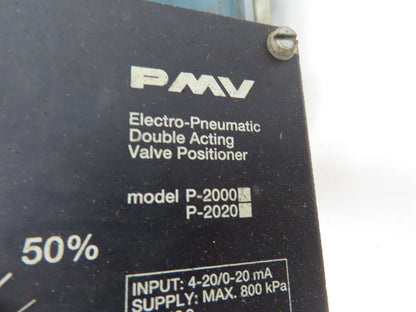 PMV
Electro-Pneumatic
Double Acting
Valve Positioner
model P-2000
P-2020
50%
INPUT: 4-20/0-20 mA
SUPPLY: MAX. 800 kPa